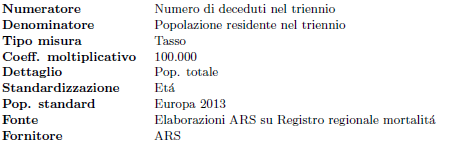 Numeratore Numero di deceduti nel triennio
Denominatore Popolazione residente nel triennio
Tipo misura Tasso
Coeff. moltiplicativo 100.000
Dettaglio Pop. totale
Standardizzazione Etá
Pop. standard Europa 2013
Fonte Elaborazioni ARS su Registro regionale mortalitá
Fornitore ARS